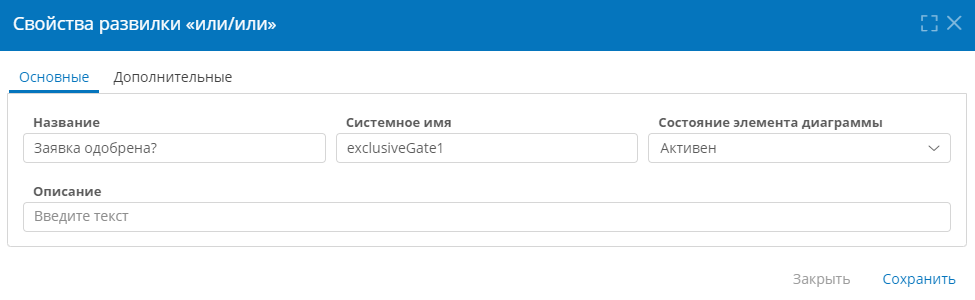 Свойства развилки «или/или»
Основные Дополнительные
Название Системное имя Состояние элемента диаграммы
Заявка одобрена? exclusiveGate1 Активен
Описание
Введите текст
Закрыть Сохранить